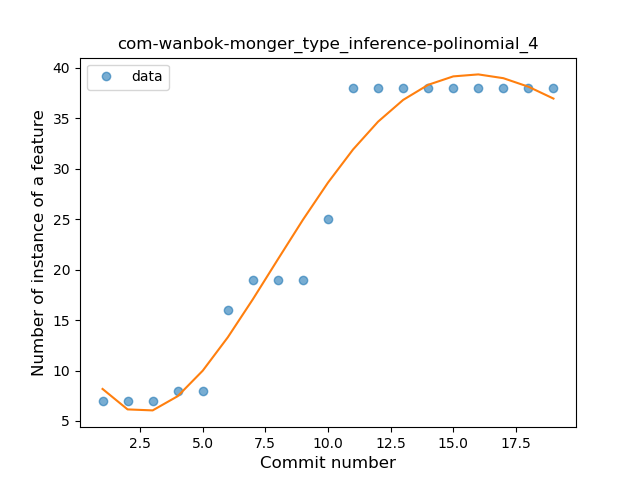 com-wanbok-monger_type_inference-polinomial_4
data
Number of instance of a feature
40
35
30
25
20
15
10
5
2.5 5.0 7.5 10.0 12.5 15.0 17.5
Commit number